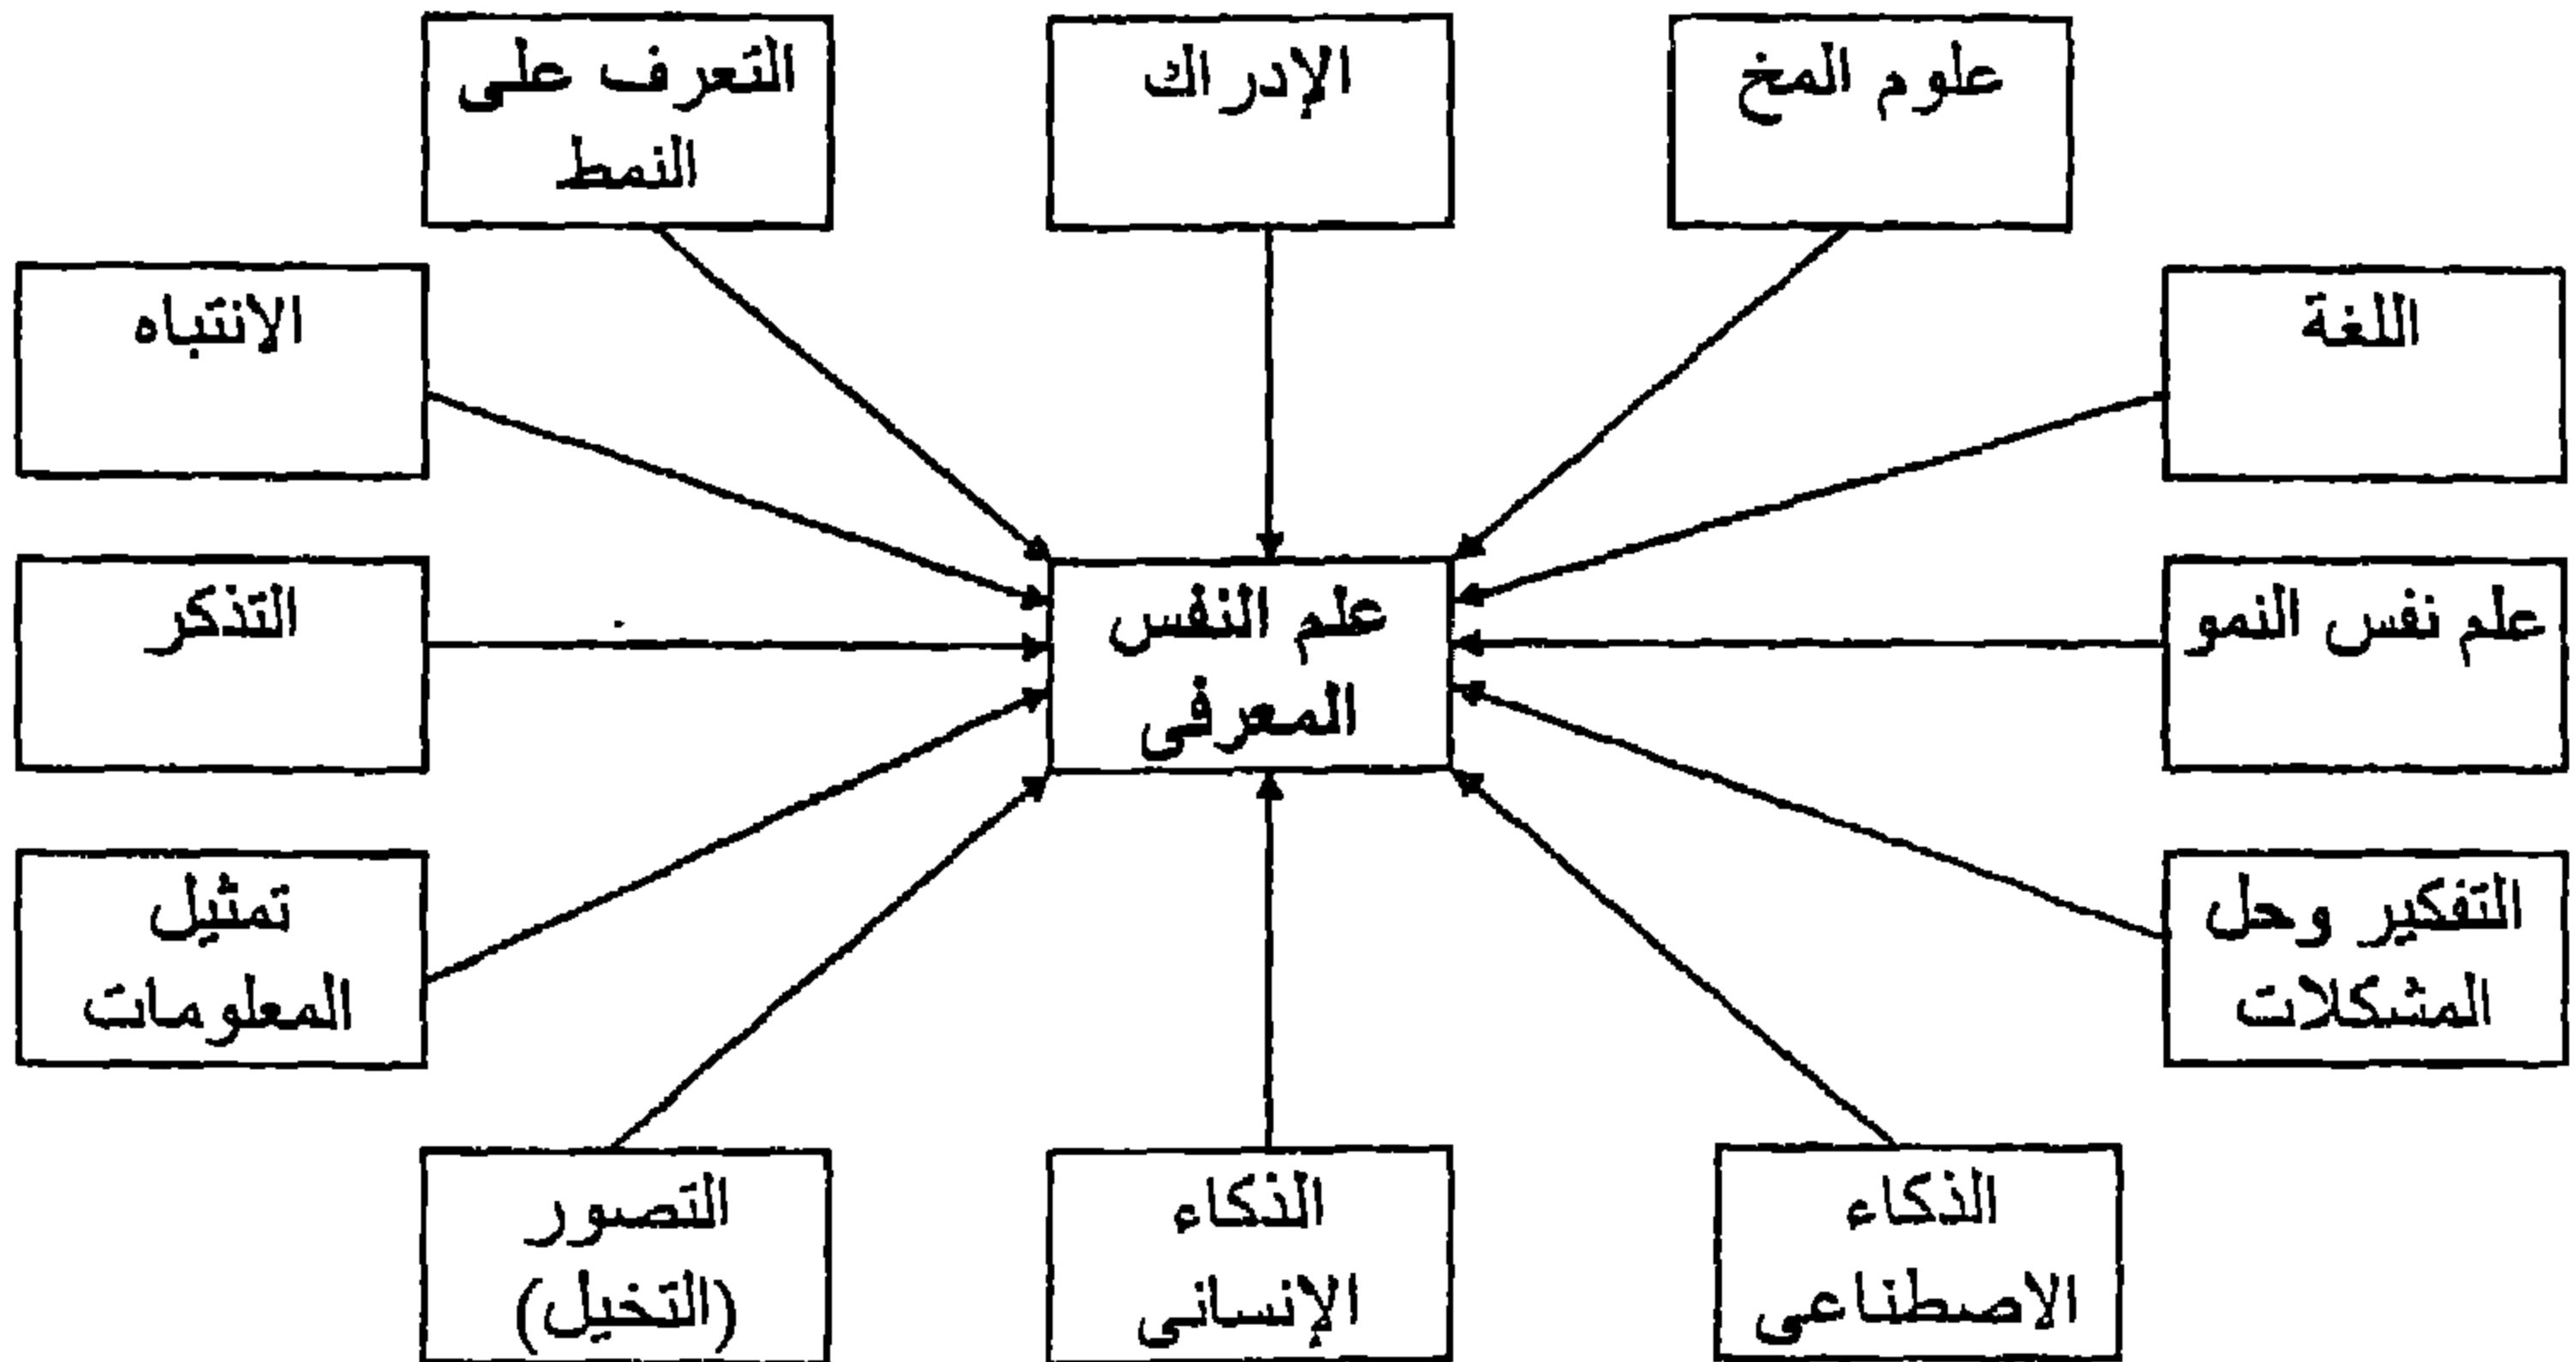 علوم المخ
الإدراك
التعرف على
النمط
اللغة
الانتباه
علم نفس النمو
علم النفس
المعرفى
التذكر
التفكير وحل
المشكلات
تمثيل
المعلومات
الذكاء
الاصطناعى
الذكاء
الإنسانى
التصور
(التخيل)